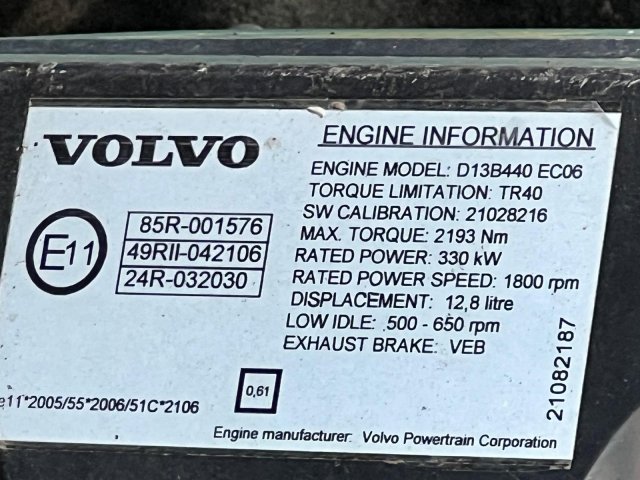 VOLVO
E11
85R-001576
49RII-042106
24R-032030
ENGINE INFORMATION
ENGINE MODEL: D13B440 EC06
TORQUE LIMITATION: TR40
SW CALIBRATION: 21028216
MAX. TORQUE: 2193 Nm
RATED POWER: 330 kW
RATED POWER SPEED: 1800 rpm
DISPLACEMENT: 12,8 litre
LOW IDLE: 500 - 650 rpm
EXHAUST BRAKE: VEB
21082187
e11*2005/55*2006/51C*2106
0,61
Engine manufacturer: Volvo Powertrain Corporation